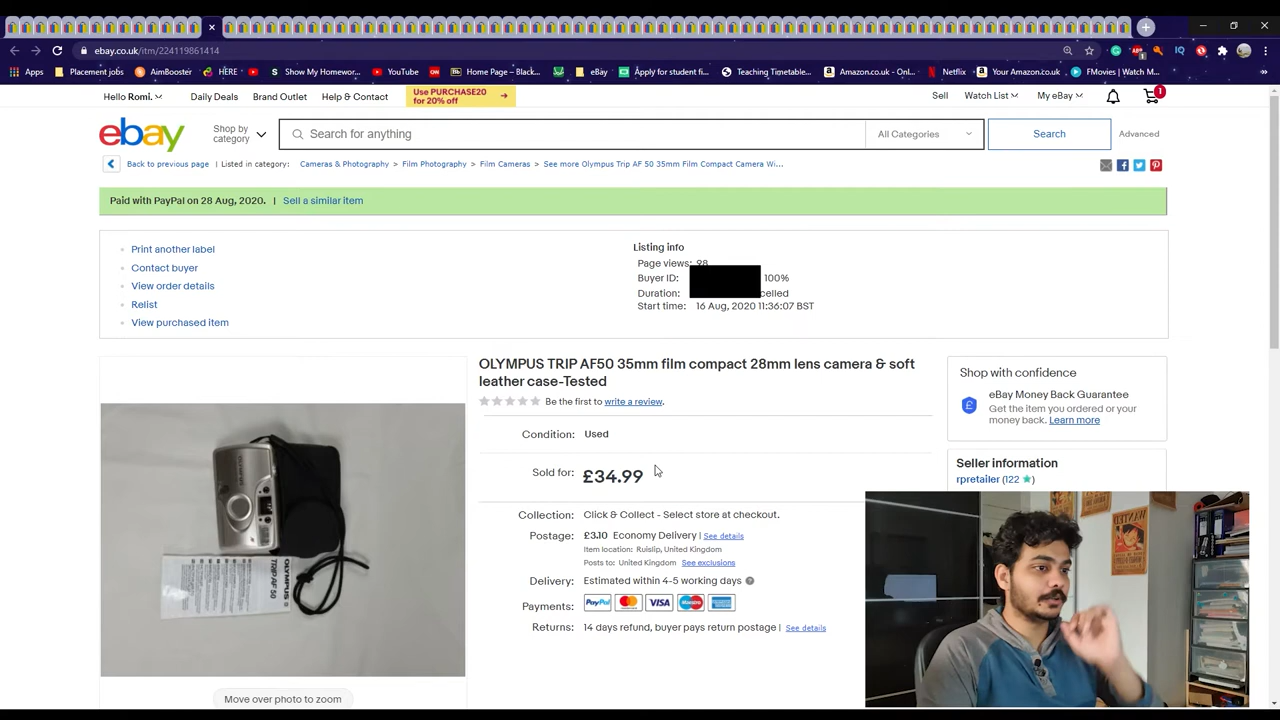 ebay.co.uk/itm/224119861414
Apps
Placement jobs
AimBooster
HERE
Show My Homewor...
YouTube
Home Page – Black...
eBay
Apply for student fi...
Teaching Timetable...
Amazon.co.uk - Onl...
Netflix
Your Amazon.co.uk
FMovies | Watch M...
Hello Romi.
Daily Deals
Brand Outlet
Help & Contact
Use PURCHASE20
for 20% off
Sell
Watch List
My eBay
1
ebay
Shop by
category
Search for anything
All Categories
Search
Advanced
Back to previous page | Listed in category: Cameras & Photography > Film Photography > Film Cameras > See more Olympus Trip AF 50 35mm Film Compact Camera Wi...
Paid with PayPal on 28 Aug, 2020. | Sell a similar item
Print another label
Contact buyer
View order details
Relist
View purchased item
Listing info
Page views: 98
Buyer ID: 100%
Duration: celled
Start time: 16 Aug, 2020 11:36:07 BST
OLYMPUS TRIP AF50 35mm film compact 28mm lens camera & soft
leather case-Tested
Be the first to write a review.
Condition: Used
Sold for: £34.99
Collection: Click & Collect - Select store at checkout.
Postage: £3.10 Economy Delivery | See details
Item location: Ruislip, United Kingdom
Posts to: United Kingdom See exclusions
Delivery: Estimated within 4-5 working days
Payments: PayPal VISA
Returns: 14 days refund, buyer pays return postage | See details
Shop with confidence
eBay Money Back Guarantee
Get the item you ordered or your
money back. Learn more
Seller information
rpretailer (122)
OLYMPUS
TRIP AF 50
Move over photo to zoom
WANTED